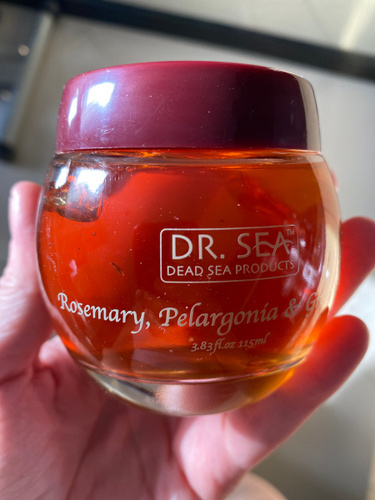 DR. SEA™
DEAD SEA PRODUCTS
Rosemary, Pelargonia &
3.83fl.oz 115ml